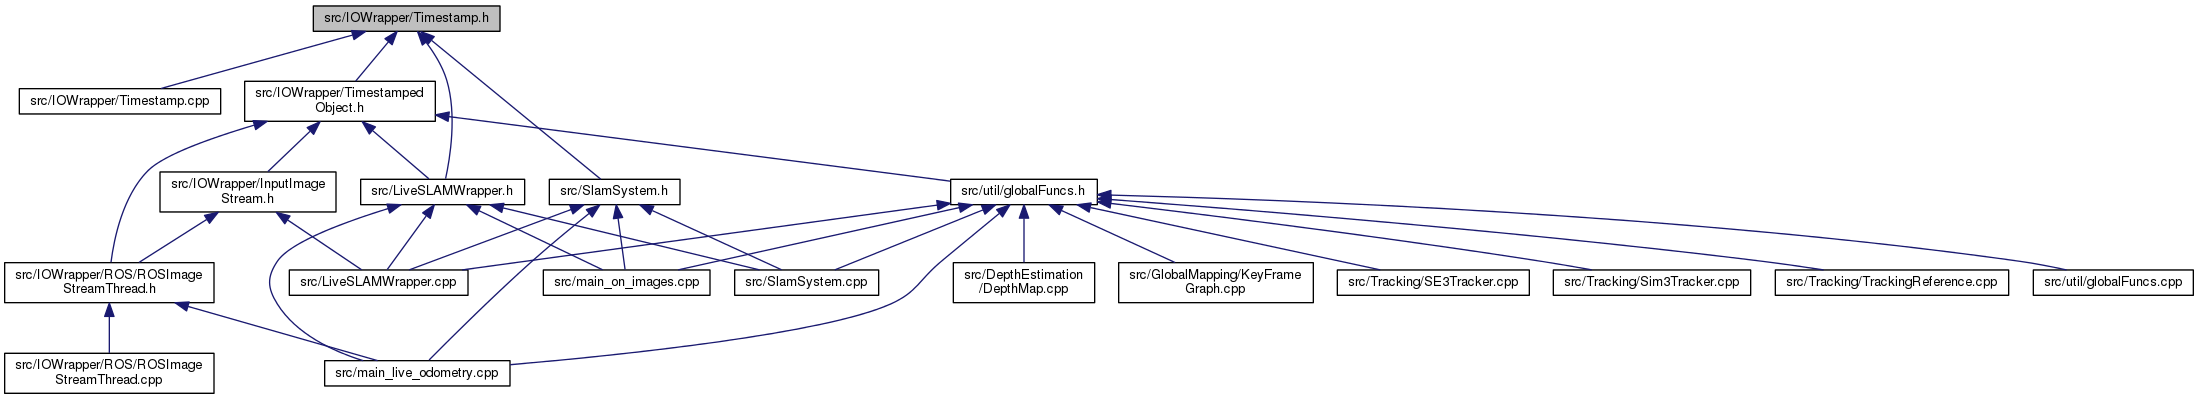 src/IOWrapper/Timestamp.h
src/IOWrapper/Timestamp.cpp
src/IOWrapper/Timestamped
Object.h
src/IOWrapper/InputImage
Stream.h
src/LiveSLAMWrapper.h
src/SlamSystem.h
src/util/globalFuncs.h
src/IOWrapper/ROS/ROSImage
StreamThread.h
src/LiveSLAMWrapper.cpp
src/main_on_images.cpp
src/SlamSystem.cpp
src/DepthEstimation
/DepthMap.cpp
src/GlobalMapping/KeyFrame
Graph.cpp
src/Tracking/SE3Tracker.cpp
src/Tracking/Sim3Tracker.cpp
src/Tracking/TrackingReference.cpp
src/util/globalFuncs.cpp
src/IOWrapper/ROS/ROSImage
StreamThread.cpp
src/main_live_odometry.cpp